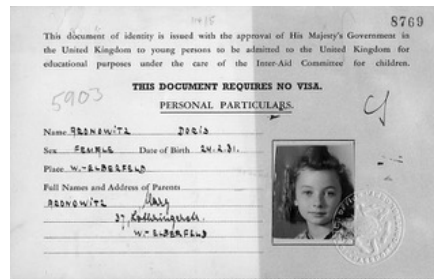 8769
This document of identity is issued with the approval of His Majesty's Government in
the United Kingdom to young persons to be admitted to the United Kingdom for
educational purposes under the care of the Inter-Aid Committee for children.
THIS DOCUMENT REQUIRES NO VISA.
5903
PERSONAL PARTICULARS.
Name ARONOWITZ DORIS
Sex FEMALE Date of Birth 24.2.31.
Place W.-ELBERFELD
Full Names and Address of Parents
ARONOWITZ Marg
37, Lothringerstr.
W.-ELBERFELD